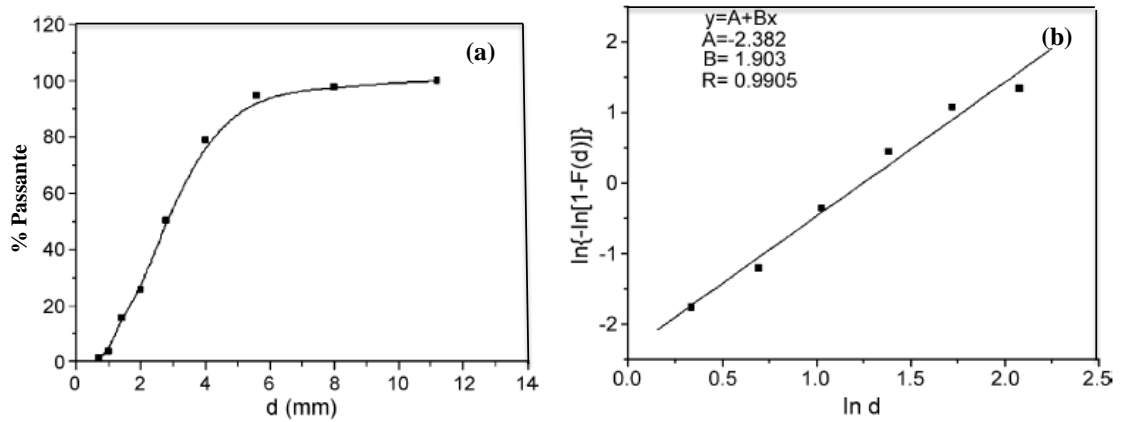 (a)
% Passante
120
100
80
60
40
20
0
0 2 4 6 8 10 12 14
d (mm)
(b)
y=A+Bx
A=-2.382
B= 1.903
R= 0.9905
ln{-ln[1-F(d)]}
2
1
0
-1
-2
0.0 0.5 1.0 1.5 2.0 2.5
ln d